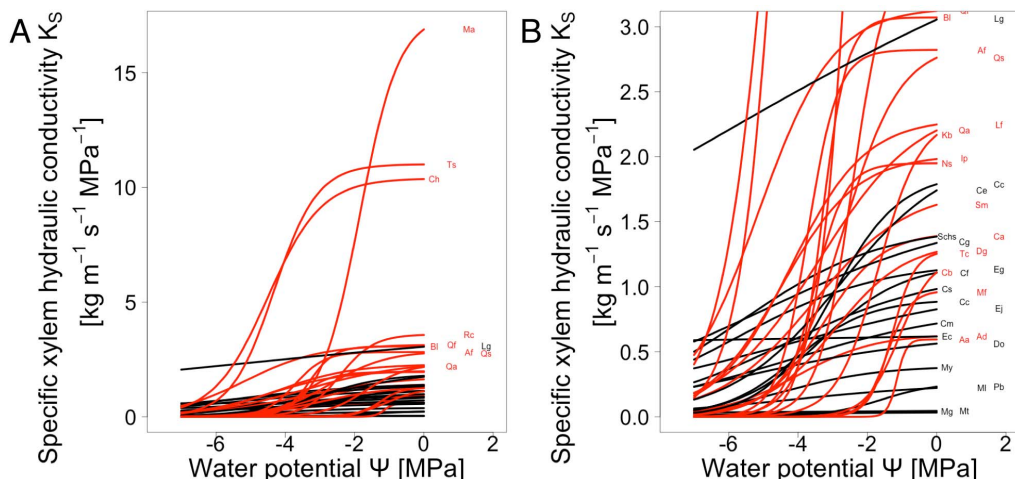 A
Specific xylem hydraulic conductivity KS
[kg m−1 s−1 MPa−1]
15
10
5
0
-6
-4
-2
0
2
Water potential Ψ [MPa]
Ma
Ts
Ch
Rc
Bl
Qf
Lg
Af
Qs
Qa
B
Specific xylem hydraulic conductivity KS
[kg m−1 s−1 MPa−1]
3.0
2.5
2.0
1.5
1.0
0.5
0.0
-6
-4
-2
0
2
Water potential Ψ [MPa]
Bl
Lg
Af
Qs
Lf
Qa
Kb
Ip
Ns
Cc
Ce
Sm
Schs
Ca
Cg
Tc
Dg
Cb
Cf
Eg
Cs
Mf
Cc
Ej
Cm
Ec
Aa
Ad
Do
My
Ml
Pb
Mg
Mt